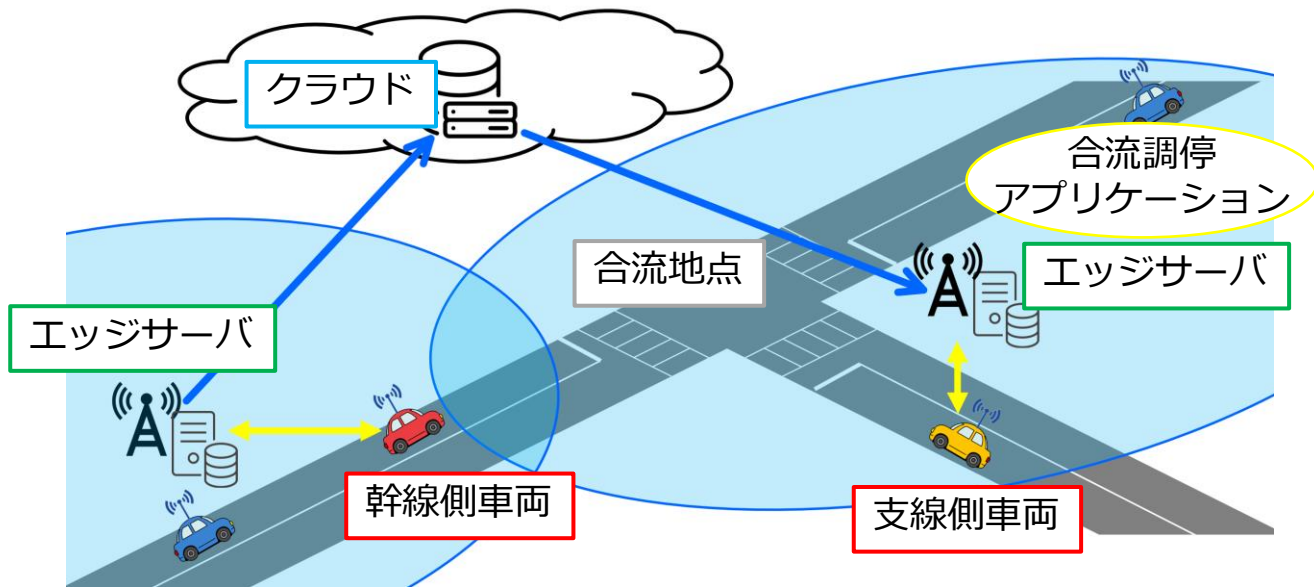 クラウド
合流調停
アプリケーション
合流地点
エッジサーバ
エッジサーバ
幹線側車両
支線側車両